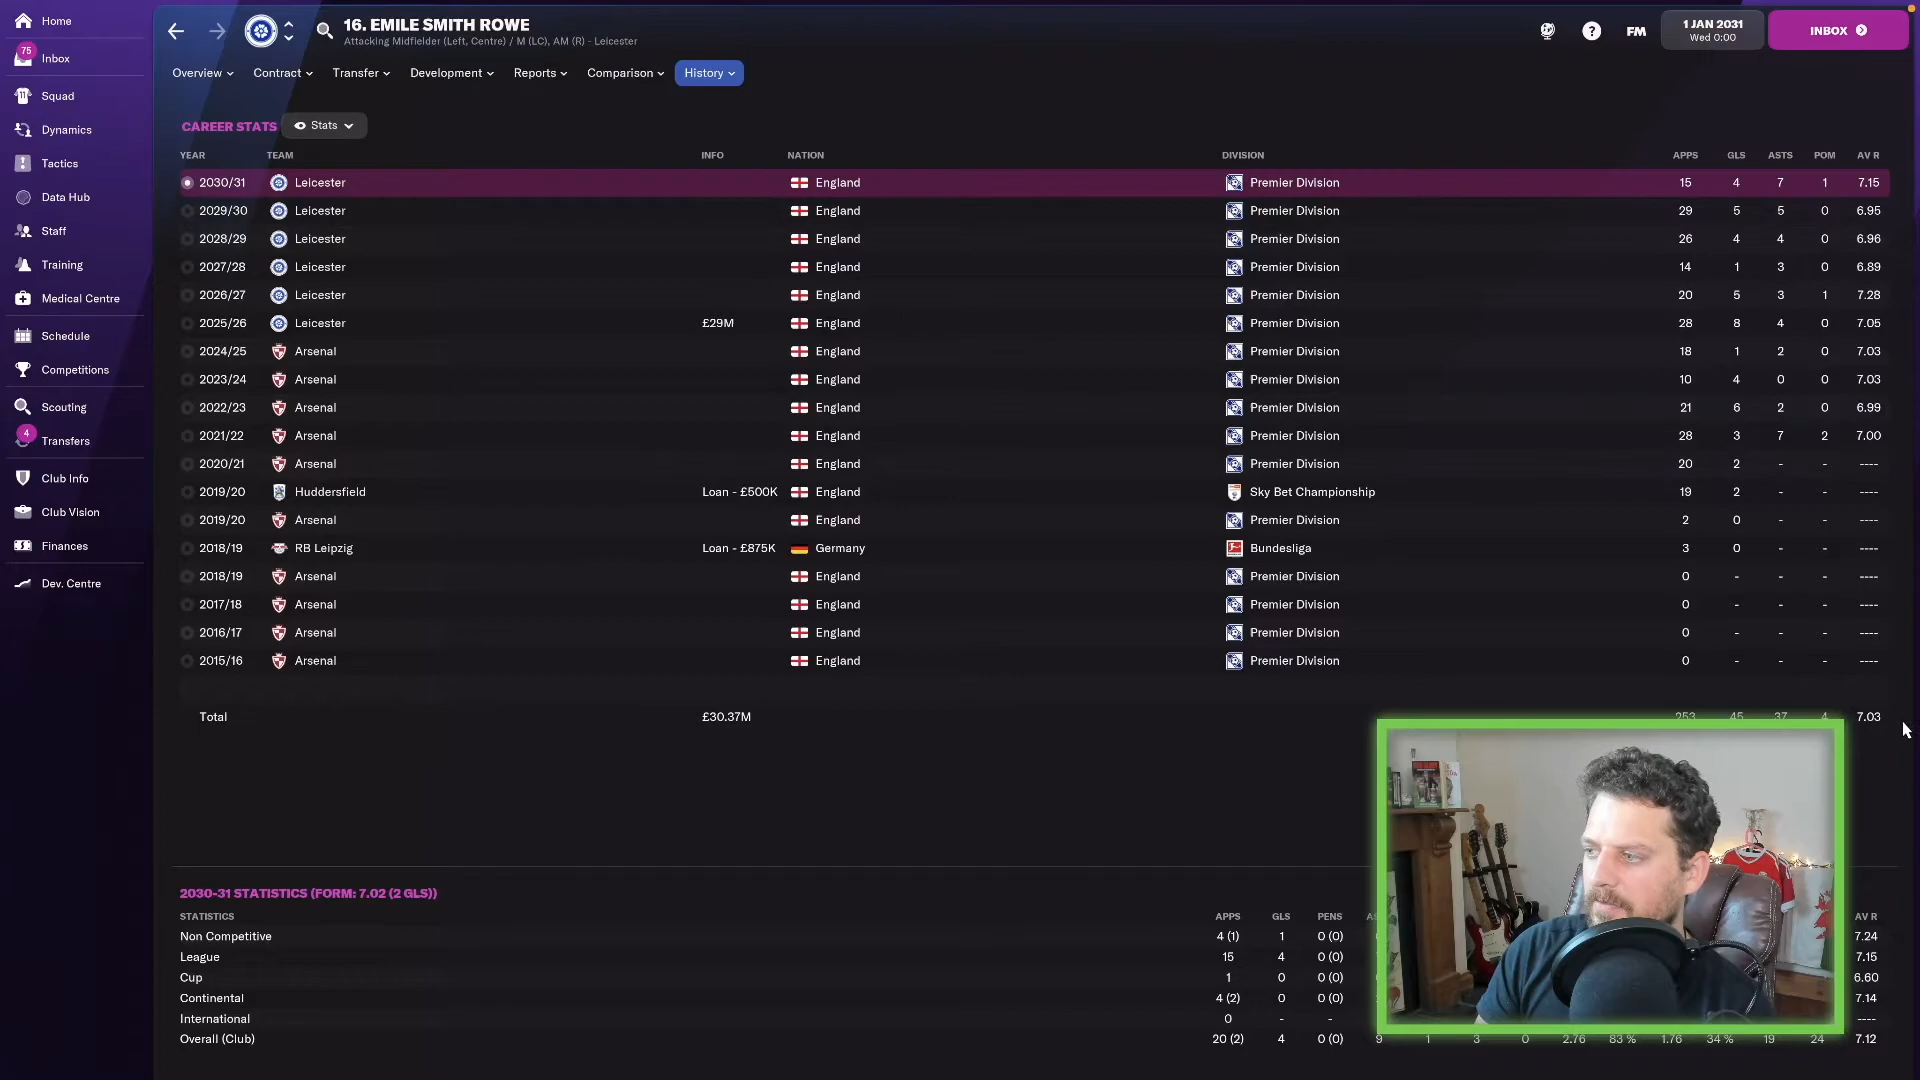 16. EMILE SMITH ROWE
Attacking Midfielder (Left, Centre) / M (LC), AM (R) - Leicester
1 JAN 2031
Wed 0:00
INBOX
FM
?
Home
75
Inbox
Squad
Dynamics
Tactics
Data Hub
Staff
Training
Medical Centre
Schedule
Competitions
Scouting
4
Transfers
Club Info
Club Vision
Finances
Dev. Centre
Overview Contract Transfer Development Reports Comparison History
CAREER STATS Stats
YEAR TEAM INFO NATION DIVISION APPS GLS ASTS POM AV R
2030/31 Leicester England Premier Division 15 4 7 1 7.15
2029/30 Leicester England Premier Division 29 5 5 0 6.95
2028/29 Leicester England Premier Division 26 4 4 0 6.96
2027/28 Leicester England Premier Division 14 1 3 0 6.89
2026/27 Leicester England Premier Division 20 5 3 1 7.28
2025/26 Leicester £29M England Premier Division 28 8 4 0 7.05
2024/25 Arsenal England Premier Division 18 1 2 0 7.03
2023/24 Arsenal England Premier Division 10 4 0 0 7.03
2022/23 Arsenal England Premier Division 21 6 2 0 6.99
2021/22 Arsenal England Premier Division 28 3 7 2 7.00
2020/21 Arsenal England Premier Division 20 2 - - ----
2019/20 Huddersfield Loan - £500K England Sky Bet Championship 19 2 - - ----
2019/20 Arsenal England Premier Division 2 0 - - ----
2018/19 RB Leipzig Loan - £875K Germany Bundesliga 3 0 - - ----
2018/19 Arsenal England Premier Division 0 - - - ----
2017/18 Arsenal England Premier Division 0 - - - ----
2016/17 Arsenal England Premier Division 0 - - - ----
2015/16 Arsenal England Premier Division 0 - - - ----
Total £30.37M 253 45 37 4 7.03
2030-31 STATISTICS (FORM: 7.02 (2 GLS))
STATISTICS APPS GLS PENS AV R
Non Competitive 4 (1) 1 0 (0) 7.24
League 15 4 0 (0) 7.15
Cup 1 0 0 (0) 6.60
Continental 4 (2) 0 0 (0) 7.14
International 0 - - ----
Overall (Club) 20 (2) 4 0 (0) 9 1 3 0 2.76 83 % 1.76 34 % 19 24 7.12